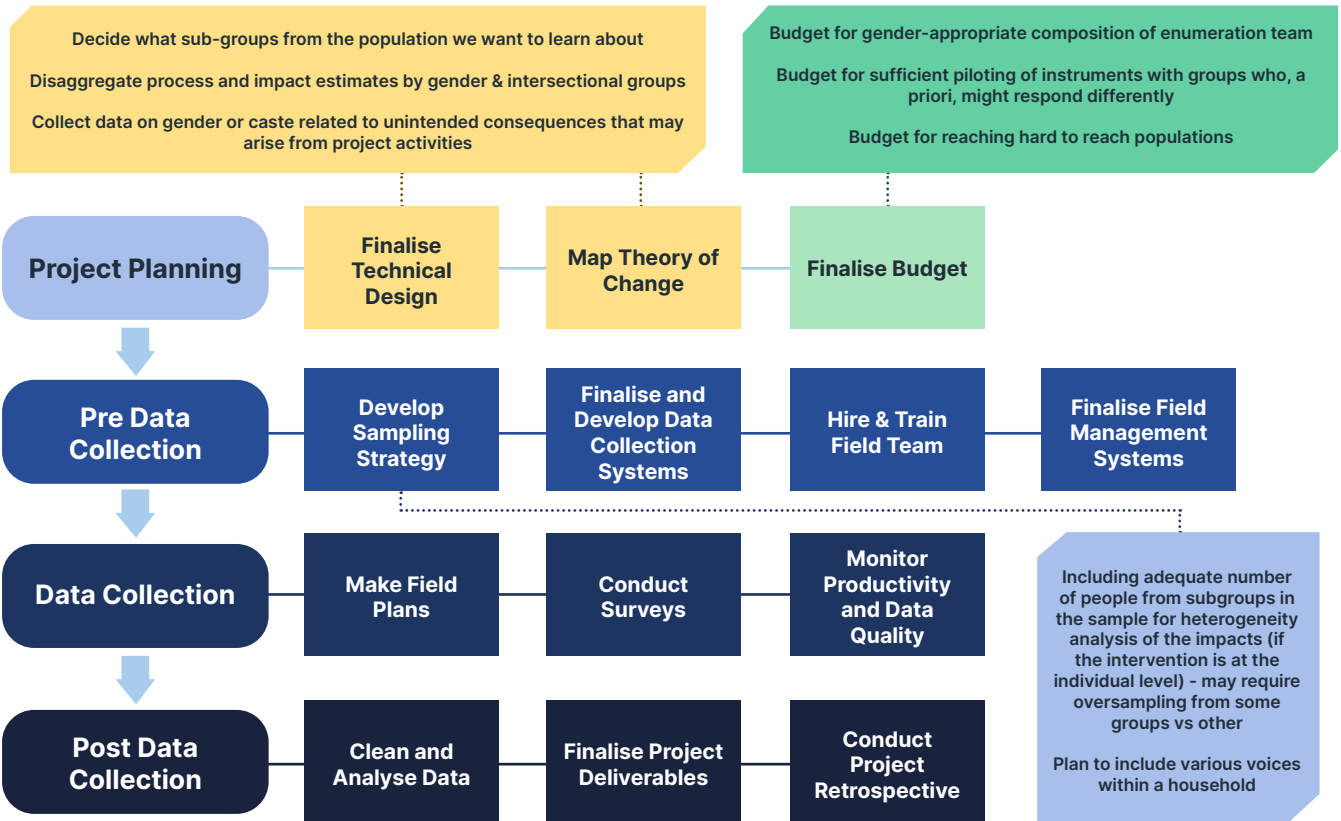 Decide what sub-groups from the population we want to learn about
Disaggregate process and impact estimates by gender & intersectional groups
Collect data on gender or caste related to unintended consequences that may
arise from project activities
Budget for gender-appropriate composition of enumeration team
Budget for sufficient piloting of instruments with groups who, a
priori, might respond differently
Budget for reaching hard to reach populations
Project Planning
Finalise
Technical
Design
Map Theory of
Change
Finalise Budget
Pre Data
Collection
Develop
Sampling
Strategy
Finalise and
Develop Data
Collection
Systems
Hire & Train
Field Team
Finalise Field
Management
Systems
Data Collection
Make Field
Plans
Conduct
Surveys
Monitor
Productivity
and Data
Quality
Including adequate number
of people from subgroups in
the sample for heterogeneity
analysis of the impacts (if
the intervention is at the
individual level) - may require
oversampling from some
groups vs other
Plan to include various voices
within a household
Post Data
Collection
Clean and
Analyse Data
Finalise Project
Deliverables
Conduct
Project
Retrospective